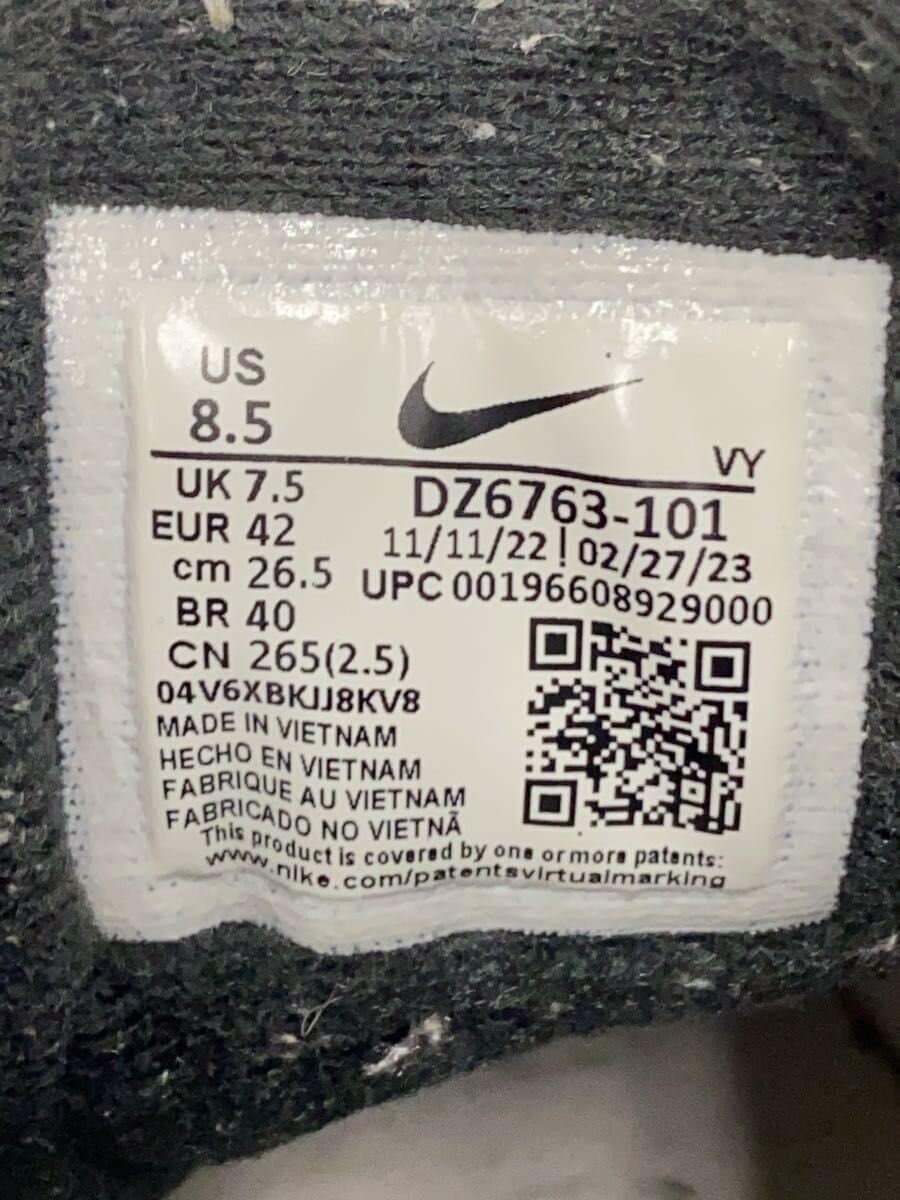 US
8.5
VY
UK 7.5
EUR 42
cm 26.5
BR 40
CN 265(2.5)
DZ6763-101
11/11/22 ! 02/27/23
UPC 00196608929000
04V6XBKJJ8KV8
MADE IN VIETNAM
HECHO EN VIETNAM
FABRIQUE AU VIETNAM
FABRICADO NO VIETNÃ
This product is covered by one or more patents:
www.nike.com/patentsvirtualmarking